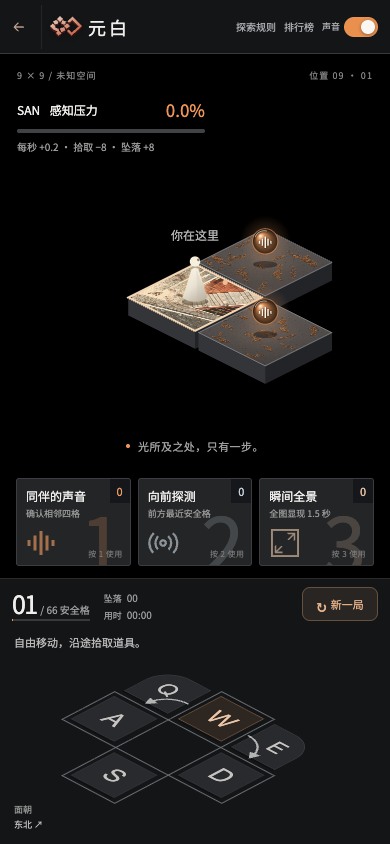 ← 元白 探索规则 排行榜 声音
9 × 9 / 未知空间 位置 09 · 01
SAN 感知压力 0.0%
每秒 +0.2 · 拾取 −8 · 坠落 +8
你在这里
光所及之处，只有一步。
同伴的声音 0
确认相邻四格
1
按 1 使用
向前探测 0
前方最近安全格
2
按 2 使用
瞬间全景 0
全图显现 1.5 秒
3
按 3 使用
01 / 66 安全格
坠落 00
用时 00:00
↻ 新一局
自由移动，沿途拾取道具。
Q
A W
E
S D
面朝
东北 ↗